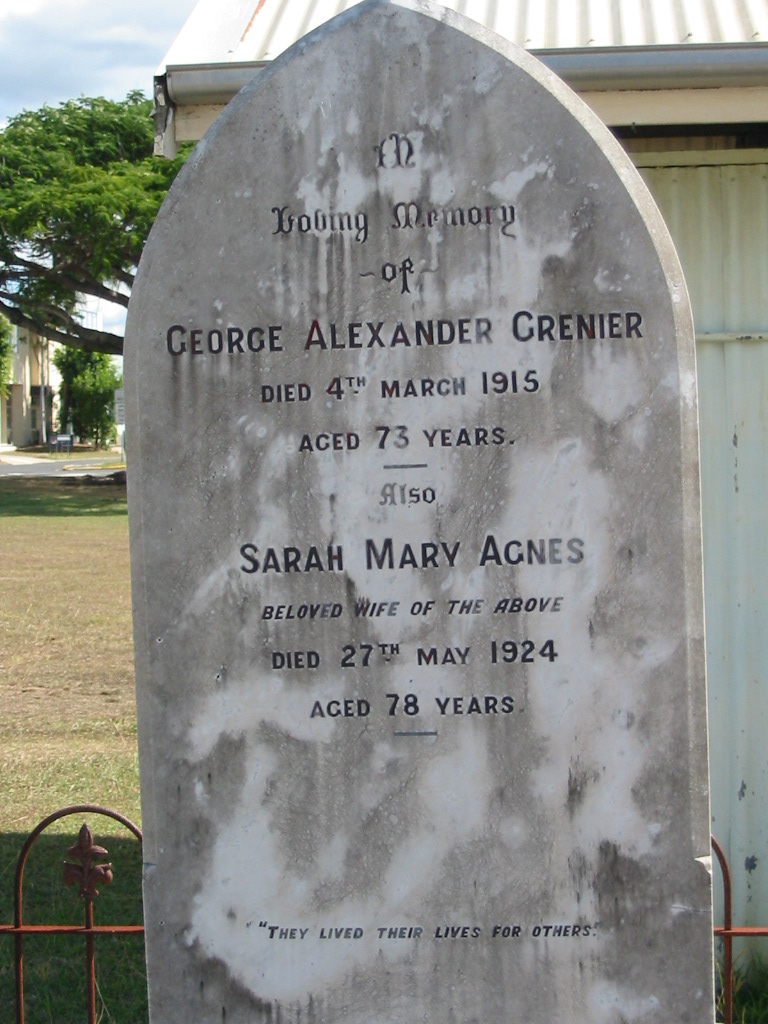 In
Loving Memory
~of~
GEORGE ALEXANDER GRENIER
DIED 4TH MARCH 1915
AGED 73 YEARS.
Also
SARAH MARY AGNES
BELOVED WIFE OF THE ABOVE
DIED 27TH MAY 1924
AGED 78 YEARS.
"THEY LIVED THEIR LIVES FOR OTHERS."